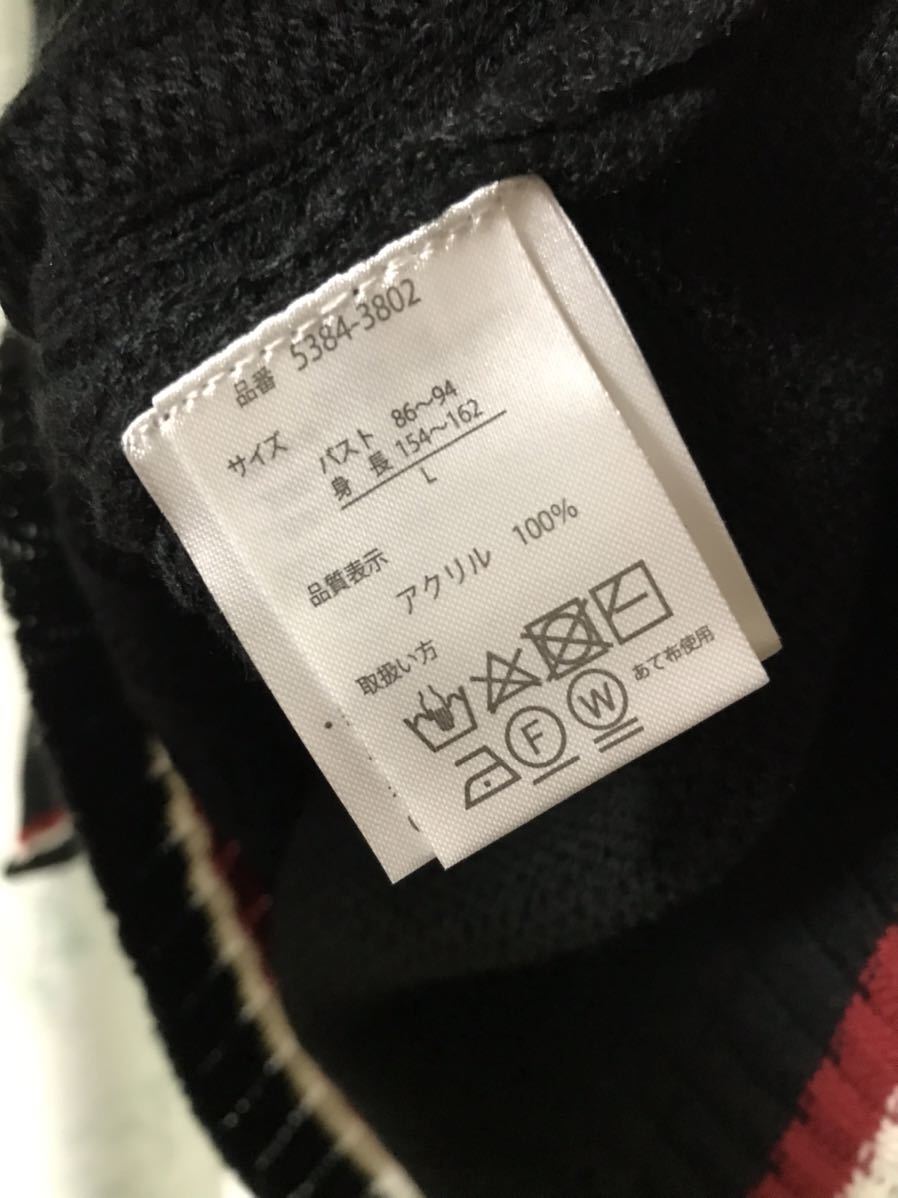 品番 5384-3802
サイズ バスト 86〜94
身 長 154〜162
L
品質表示
アクリル 100%
取扱い方
あて布使用
F W